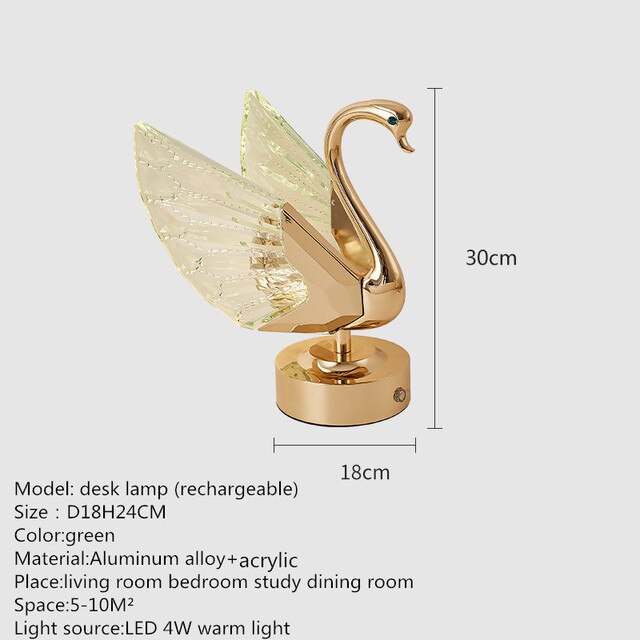 30cm
18cm
Model: desk lamp (rechargeable)
Size : D18H24CM
Color:green
Material:Aluminum alloy+acrylic
Place:living room bedroom study dining room
Space:5-10M²
Light source:LED 4W warm light